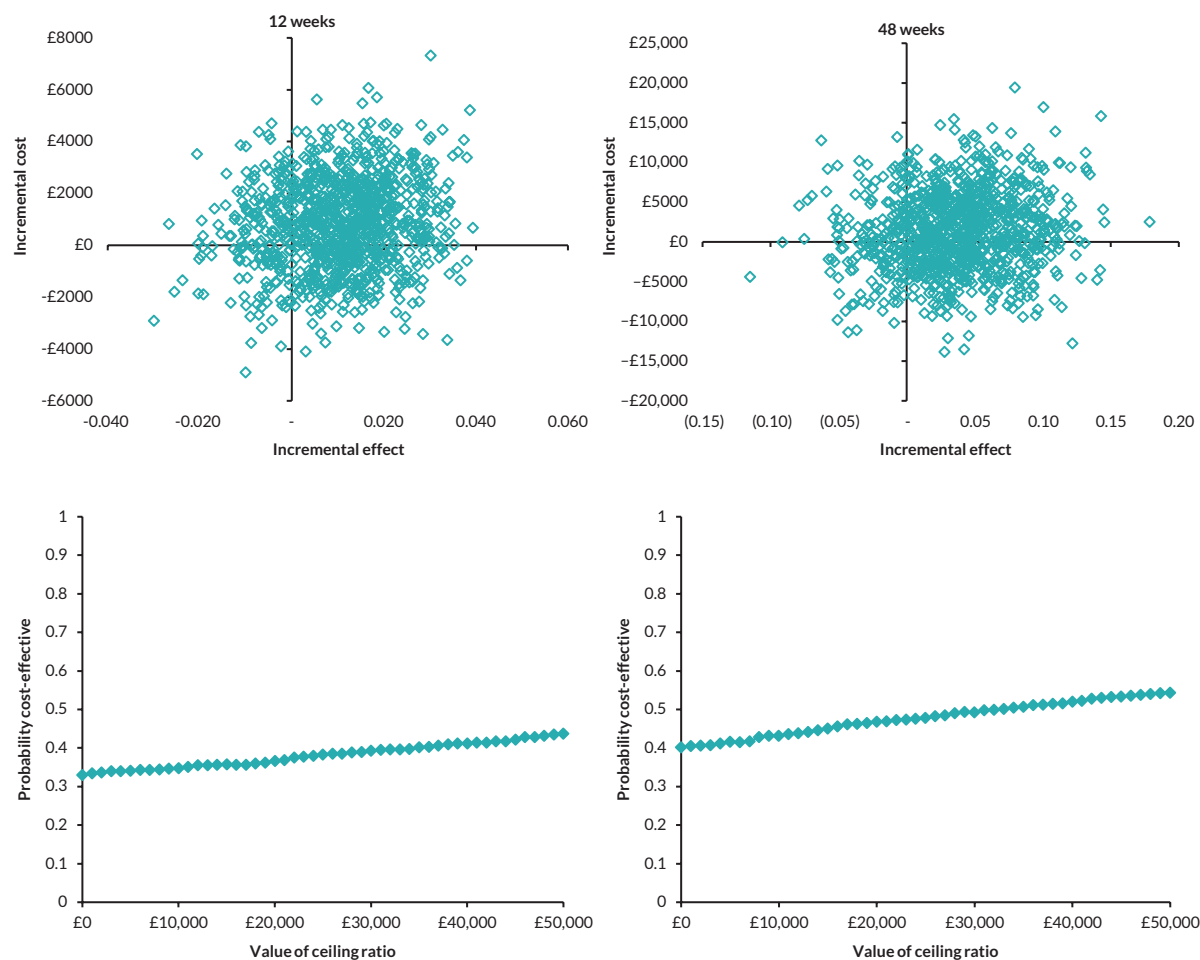 12 weeks
£8000
£6000
£4000
£2000
£0
-£2000
-£4000
-£6000
-0.040 -0.020 - 0.020 0.040 0.060
Incremental effect
Incremental cost
48 weeks
£25,000
£20,000
£15,000
£10,000
£5000
£0
−£5000
−£10,000
−£15,000
−£20,000
(0.15) (0.10) (0.05) - 0.05 0.10 0.15 0.20
Incremental effect
Incremental cost
1
0.9
0.8
0.7
0.6
0.5
0.4
0.3
0.2
0.1
0
£0 £10,000 £20,000 £30,000 £40,000 £50,000
Value of ceiling ratio
Probability cost-effective
1
0.9
0.8
0.7
0.6
0.5
0.4
0.3
0.2
0.1
0
£0 £10,000 £20,000 £30,000 £40,000 £50,000
Value of ceiling ratio
Probability cost-effective